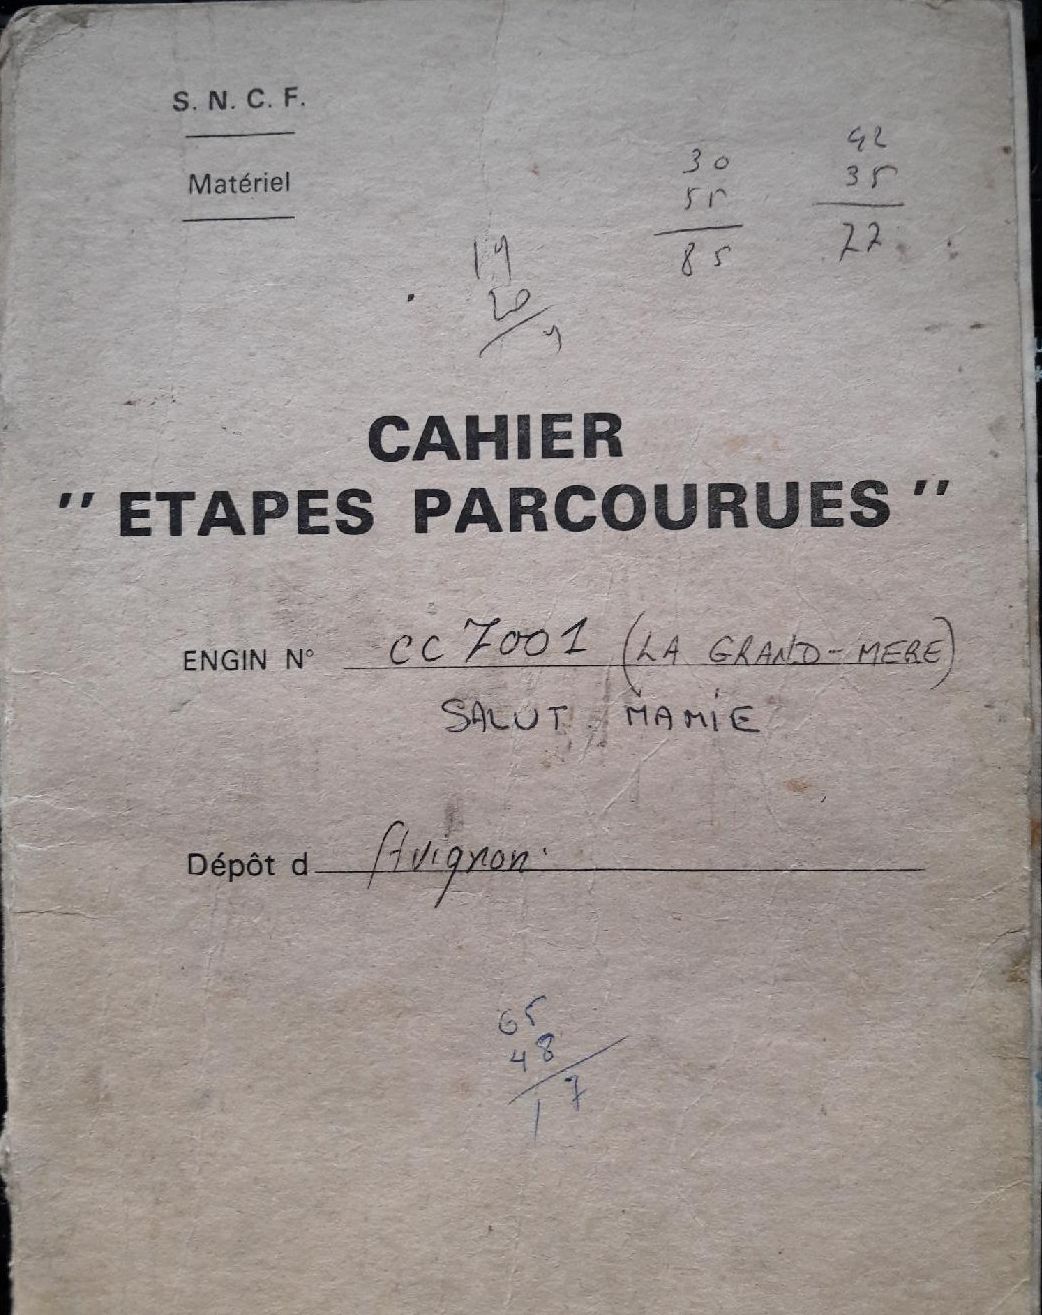 S. N. C. F.
Matériel
42
35
77
30
55
85
19
CAHIER
" ETAPES PARCOURUES "
ENGIN N° CC 7001 (LA GRAND-MERE)
SALUT MAMIE
Dépôt d Avignon
65
48
17